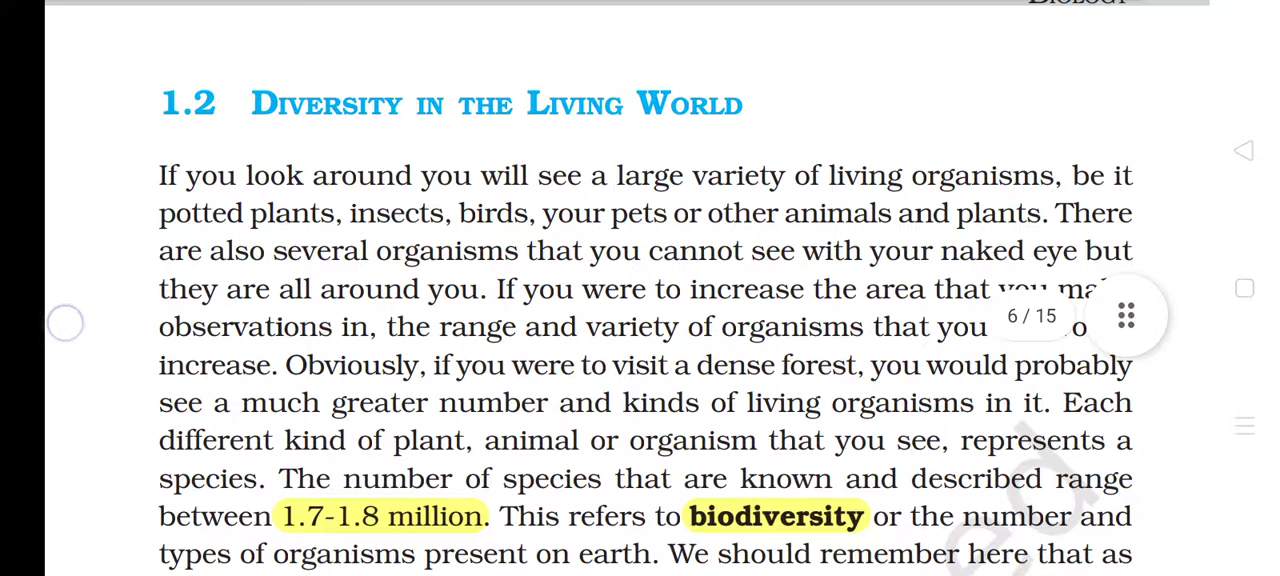 1.2 DIVERSITY IN THE LIVING WORLD
If you look around you will see a large variety of living organisms, be it
potted plants, insects, birds, your pets or other animals and plants. There
are also several organisms that you cannot see with your naked eye but
they are all around you. If you were to increase the area that you
observations in, the range and variety of organisms that you
6 / 15
increase. Obviously, if you were to visit a dense forest, you would probably
see a much greater number and kinds of living organisms in it. Each
different kind of plant, animal or organism that you see, represents a
species. The number of species that are known and described range
between 1.7-1.8 million. This refers to biodiversity or the number and
types of organisms present on earth. We should remember here that as